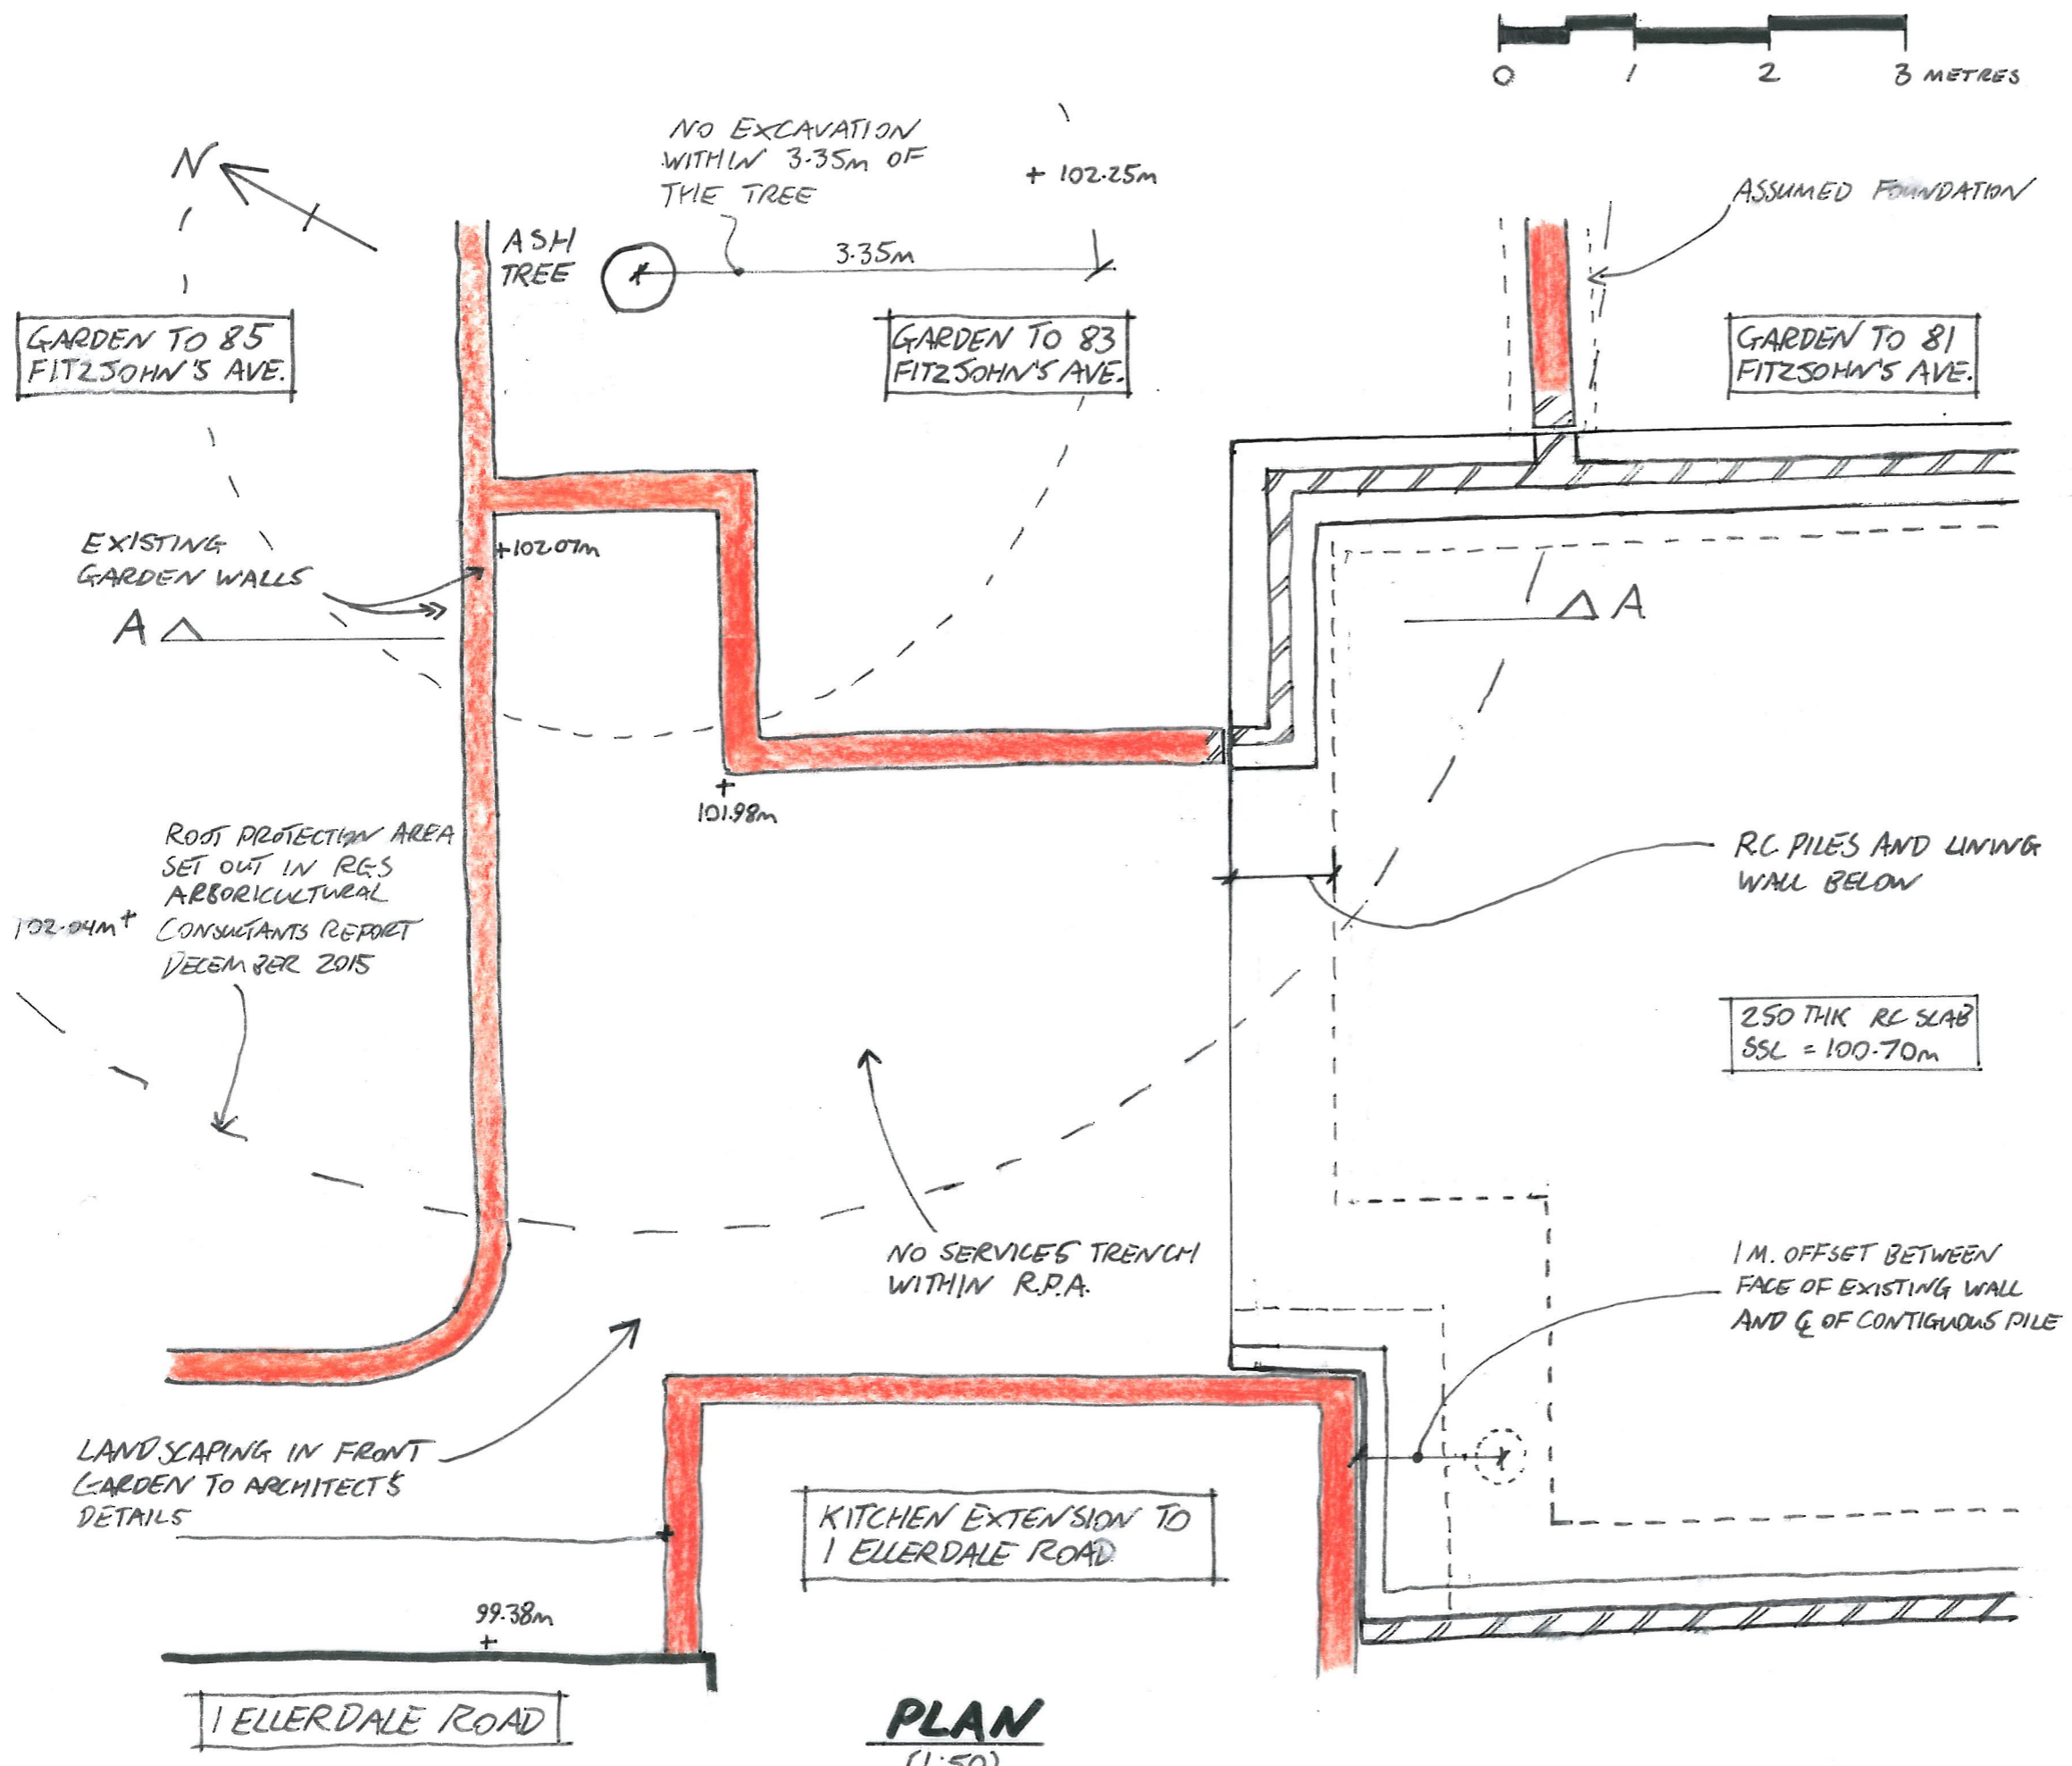 0 1 2 3 METRES
N
NO EXCAVATION
WITHIN 3.35m OF
THE TREE
+ 102.25m
ASSUMED FOUNDATION
ASH
TREE
3.35m
GARDEN TO 85
FITZJOHN'S AVE.
GARDEN TO 83
FITZJOHN'S AVE.
GARDEN TO 81
FITZJOHN'S AVE.
EXISTING
GARDEN WALLS
+102.07m
A
A
101.98m
ROOT PROTECTION AREA
SET OUT IN RGS
ARBORICULTURAL
CONSULTANTS REPORT
DECEMBER 2015
102.04m+
R.C. PILES AND LINING
WALL BELOW
250 THK RC SLAB
SSL = 100.70m
NO SERVICES TRENCH
WITHIN R.P.A.
1 M. OFFSET BETWEEN
FACE OF EXISTING WALL
AND ℄ OF CONTIGUOUS PILE
LANDSCAPING IN FRONT
GARDEN TO ARCHITECT'S
DETAILS
KITCHEN EXTENSION TO
1 ELLERDALE ROAD
99.38m
+
1 ELLERDALE ROAD
PLAN
(1:50)